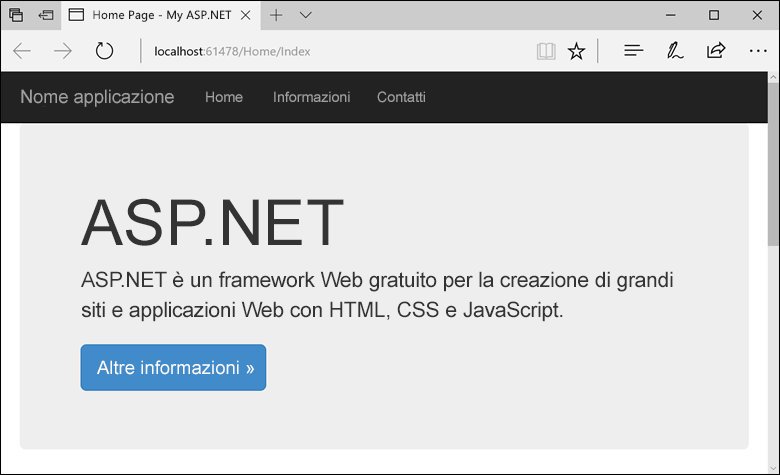 Home Page - My ASP.NET
localhost:61478/Home/Index
Nome applicazione Home Informazioni Contatti
ASP.NET
ASP.NET è un framework Web gratuito per la creazione di grandi
siti e applicazioni Web con HTML, CSS e JavaScript.
Altre informazioni »